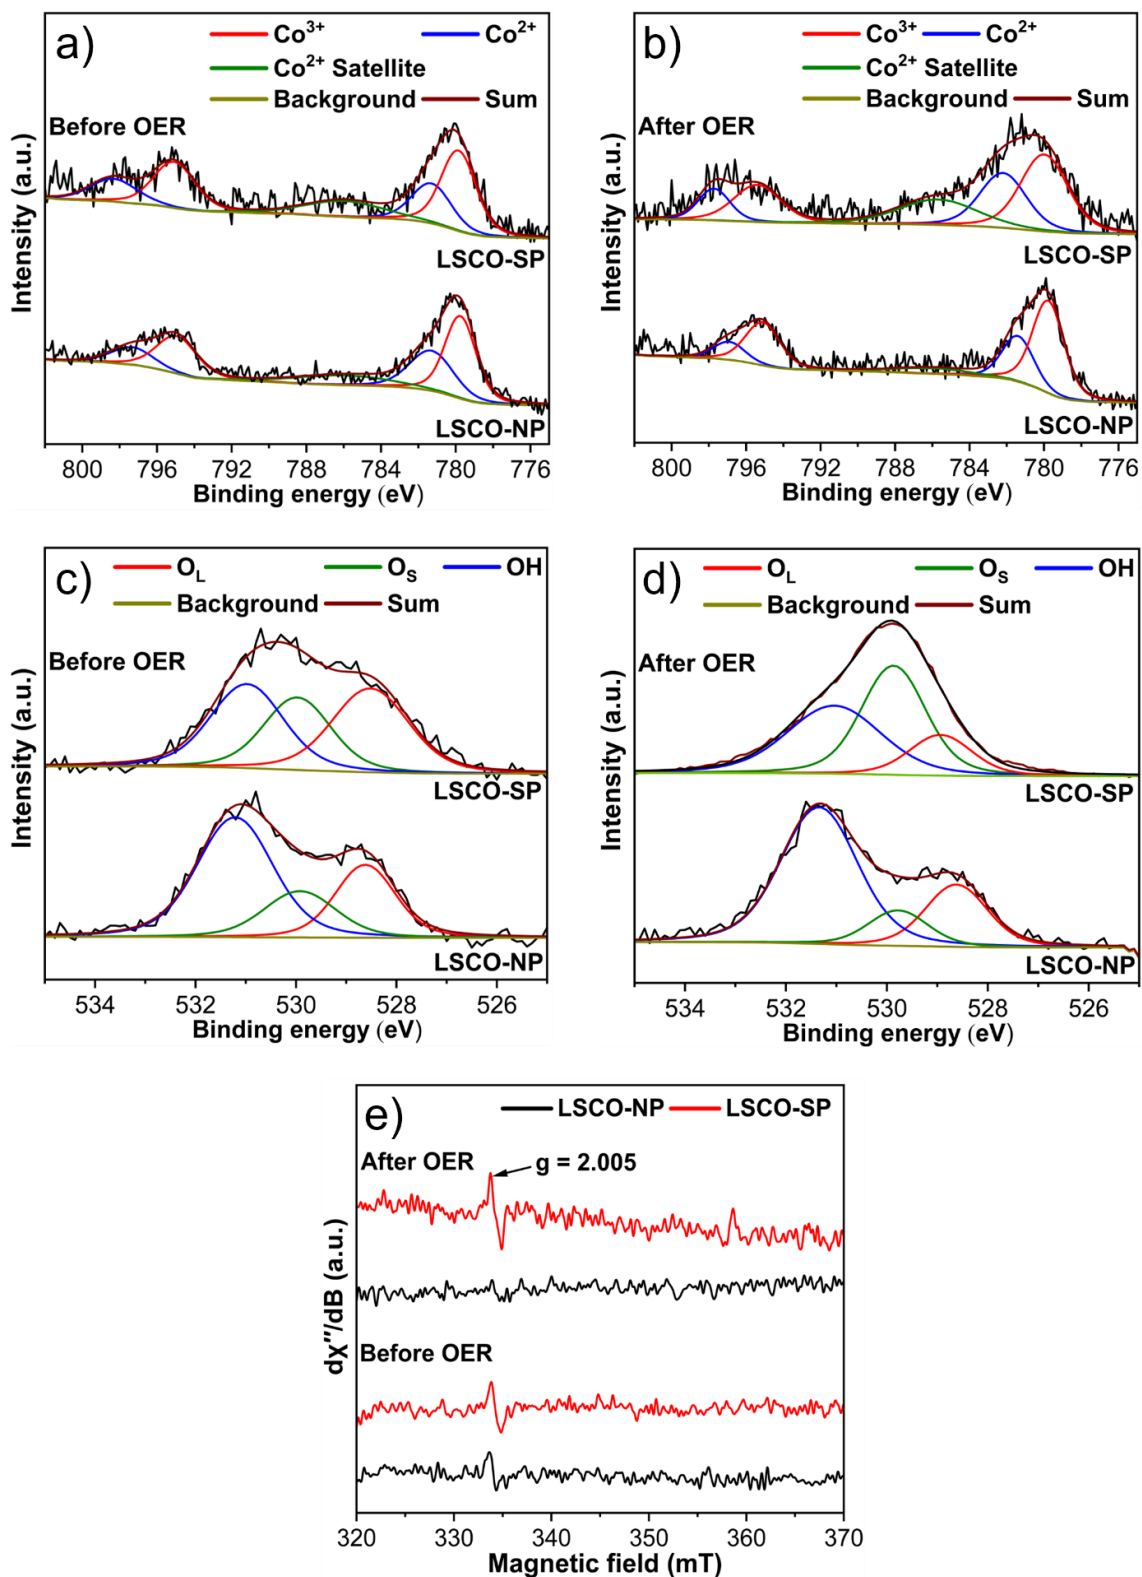 a)
Co3+ Co2+
Co2+ Satellite
Background Sum
Before OER
LSCO-SP
LSCO-NP
Intensity (a.u.)
800 796 792 788 784 780 776
Binding energy (eV)
b)
Co3+ Co2+
Co2+ Satellite
Background Sum
After OER
LSCO-SP
LSCO-NP
Intensity (a.u.)
800 796 792 788 784 780 776
Binding energy (eV)
c)
OL OS OH
Background Sum
Before OER
LSCO-SP
LSCO-NP
Intensity (a.u.)
534 532 530 528 526
Binding energy (eV)
d)
OL OS OH
Background Sum
After OER
LSCO-SP
LSCO-NP
Intensity (a.u.)
534 532 530 528 526
Binding energy (eV)
e)
LSCO-NP LSCO-SP
After OER
g = 2.005
Before OER
dχ″/dB (a.u.)
320 330 340 350 360 370
Magnetic field (mT)